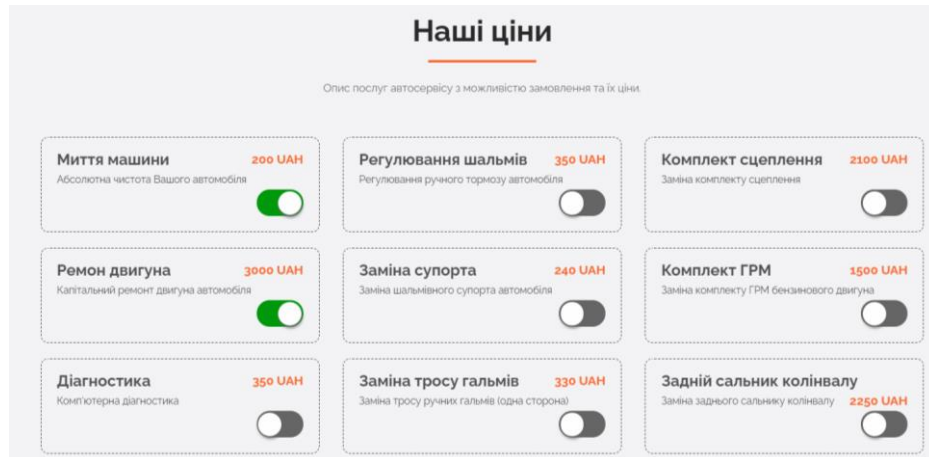 Наші ціни
Опис послуг автосервісу з можливістю замовлення та їх ціни.
Миття машини 200 UAH
Абсолютна чистота Вашого автомобіля
Регулювання шальмів 350 UAH
Регулювання ручного тормозу автомобіля
Комплект сцеплення 2100 UAH
Заміна комплекту сцеплення
Ремон двигуна 3000 UAH
Капітальний ремонт двигуна автомобіля
Заміна супорта 240 UAH
Заміна шальмівного супорта автомобіля
Комплект ГРМ 1500 UAH
Заміна комплекту ГРМ бензинового двигуна
Діагностика 350 UAH
Комп'ютерна діагностика
Заміна тросу гальмів 330 UAH
Заміна тросу ручних гальмів (одна сторона)
Задній сальник колінвалу
Заміна заднього сальнику колінвалу 2250 UAH